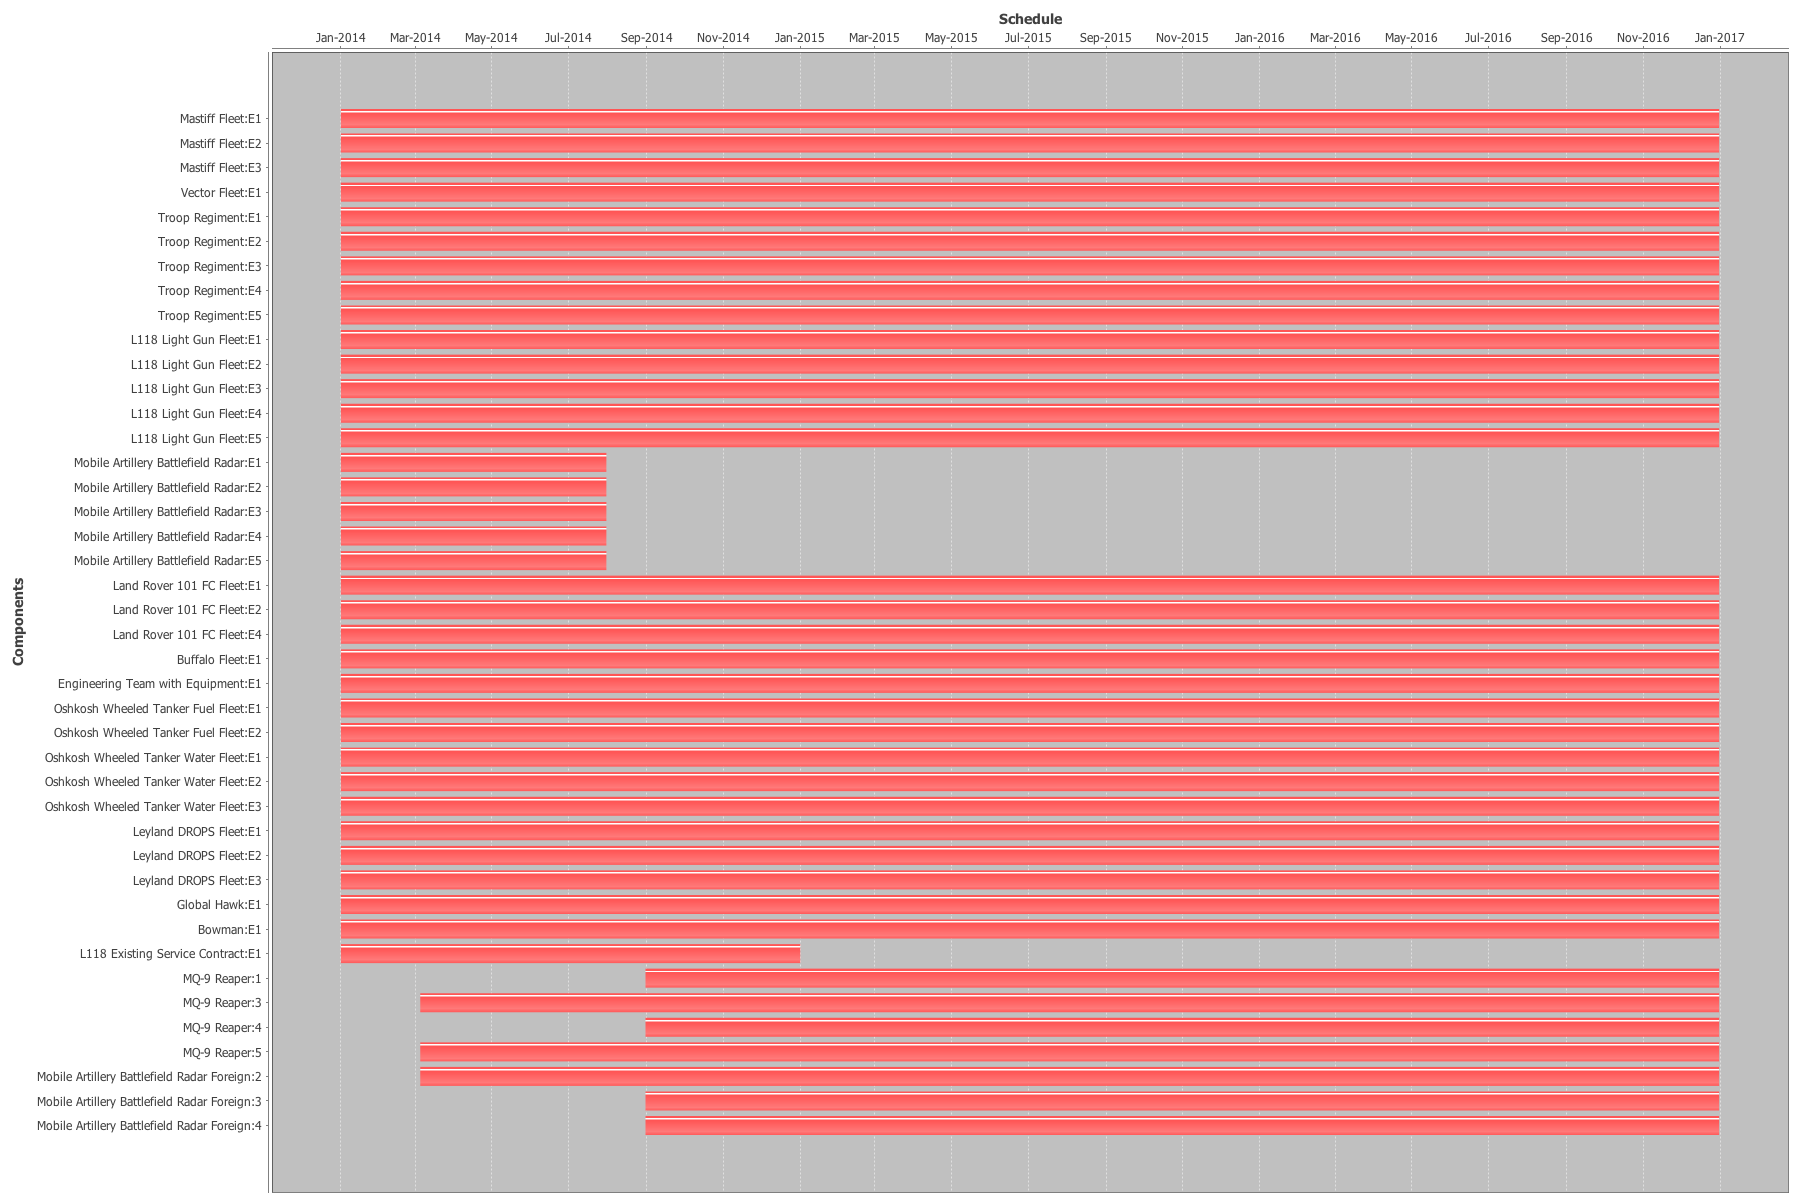 Schedule
Jan-2014 Mar-2014 May-2014 Jul-2014 Sep-2014 Nov-2014 Jan-2015 Mar-2015 May-2015 Jul-2015 Sep-2015 Nov-2015 Jan-2016 Mar-2016 May-2016 Jul-2016 Sep-2016 Nov-2016 Jan-2017
Components
Mastiff Fleet:E1
Mastiff Fleet:E2
Mastiff Fleet:E3
Vector Fleet:E1
Troop Regiment:E1
Troop Regiment:E2
Troop Regiment:E3
Troop Regiment:E4
Troop Regiment:E5
L118 Light Gun Fleet:E1
L118 Light Gun Fleet:E2
L118 Light Gun Fleet:E3
L118 Light Gun Fleet:E4
L118 Light Gun Fleet:E5
Mobile Artillery Battlefield Radar:E1
Mobile Artillery Battlefield Radar:E2
Mobile Artillery Battlefield Radar:E3
Mobile Artillery Battlefield Radar:E4
Mobile Artillery Battlefield Radar:E5
Land Rover 101 FC Fleet:E1
Land Rover 101 FC Fleet:E2
Land Rover 101 FC Fleet:E4
Buffalo Fleet:E1
Engineering Team with Equipment:E1
Oshkosh Wheeled Tanker Fuel Fleet:E1
Oshkosh Wheeled Tanker Fuel Fleet:E2
Oshkosh Wheeled Tanker Water Fleet:E1
Oshkosh Wheeled Tanker Water Fleet:E2
Oshkosh Wheeled Tanker Water Fleet:E3
Leyland DROPS Fleet:E1
Leyland DROPS Fleet:E2
Leyland DROPS Fleet:E3
Global Hawk:E1
Bowman:E1
L118 Existing Service Contract:E1
MQ-9 Reaper:1
MQ-9 Reaper:3
MQ-9 Reaper:4
MQ-9 Reaper:5
Mobile Artillery Battlefield Radar Foreign:2
Mobile Artillery Battlefield Radar Foreign:3
Mobile Artillery Battlefield Radar Foreign:4